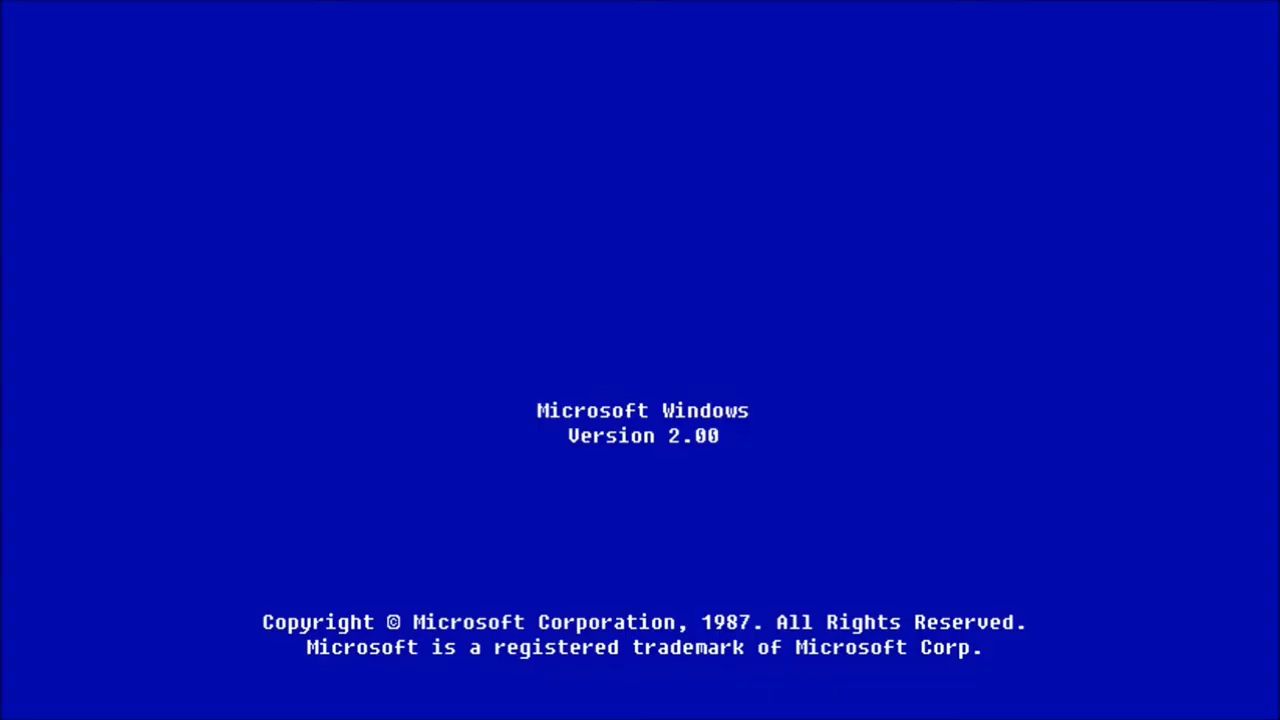 Microsoft Windows
Version 2.00
Copyright © Microsoft Corporation, 1987. All Rights Reserved.
Microsoft is a registered trademark of Microsoft Corp.